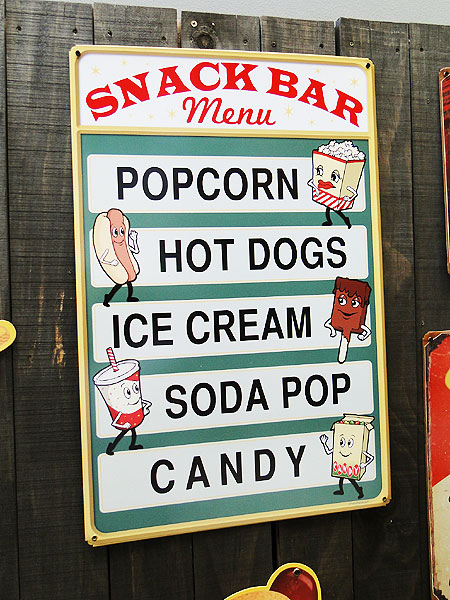 SNACK BAR
Menu
POPCORN
HOT DOGS
ICE CREAM
SODA POP
CANDY